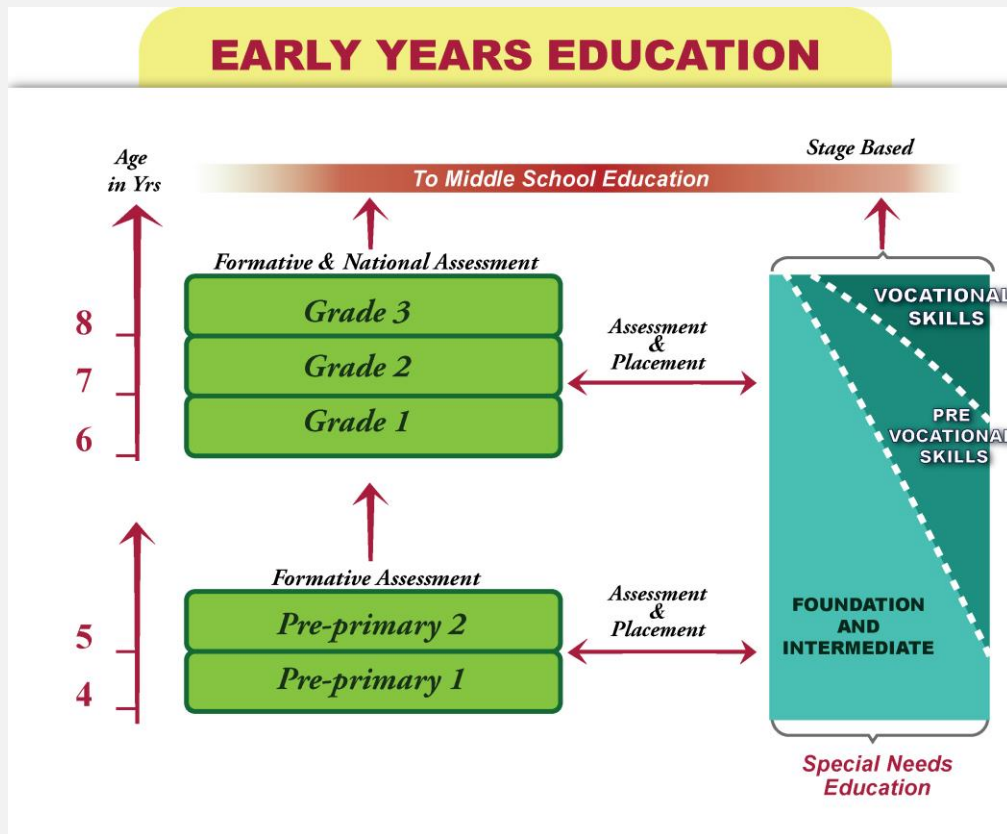 EARLY YEARS EDUCATION
Age
in Yrs
Stage Based
To Middle School Education
Formative & National Assessment
8
Grade 3
7
Grade 2
6
Grade 1
Assessment
&
Placement
VOCATIONAL
SKILLS
PRE
VOCATIONAL
SKILLS
Formative Assessment
5
Pre-primary 2
4
Pre-primary 1
Assessment
&
Placement
FOUNDATION
AND
INTERMEDIATE
Special Needs
Education